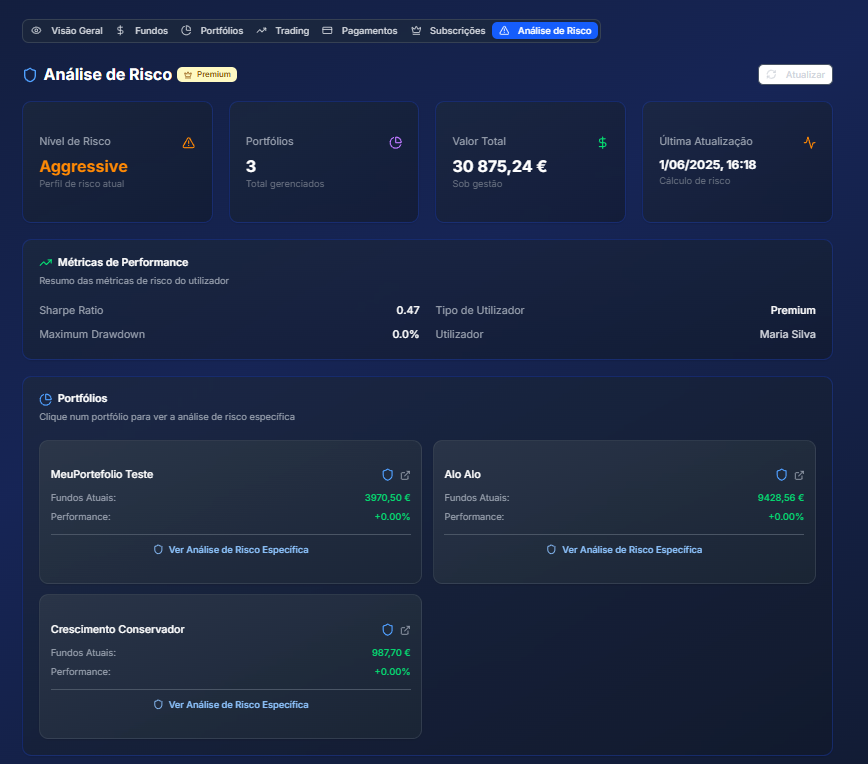 Visão Geral Fundos Portfólios Trading Pagamentos Subscrições Análise de Risco
Análise de Risco Premium Atualizar
Nível de Risco
Aggressive
Perfil de risco atual
Portfólios
3
Total gerenciados
Valor Total
30 875,24 €
Sob gestão
Última Atualização
1/06/2025, 16:18
Cálculo de risco
Métricas de Performance
Resumo das métricas de risco do utilizador
Sharpe Ratio 0.47 Tipo de Utilizador Premium
Maximum Drawdown 0.0% Utilizador Maria Silva
Portfólios
Clique num portfólio para ver a análise de risco específica
MeuPortefolio Teste
Fundos Atuais: 3970,50 €
Performance: +0.00%
Ver Análise de Risco Específica
Alo Alo
Fundos Atuais: 9428,56 €
Performance: +0.00%
Ver Análise de Risco Específica
Crescimento Conservador
Fundos Atuais: 987,70 €
Performance: +0.00%
Ver Análise de Risco Específica